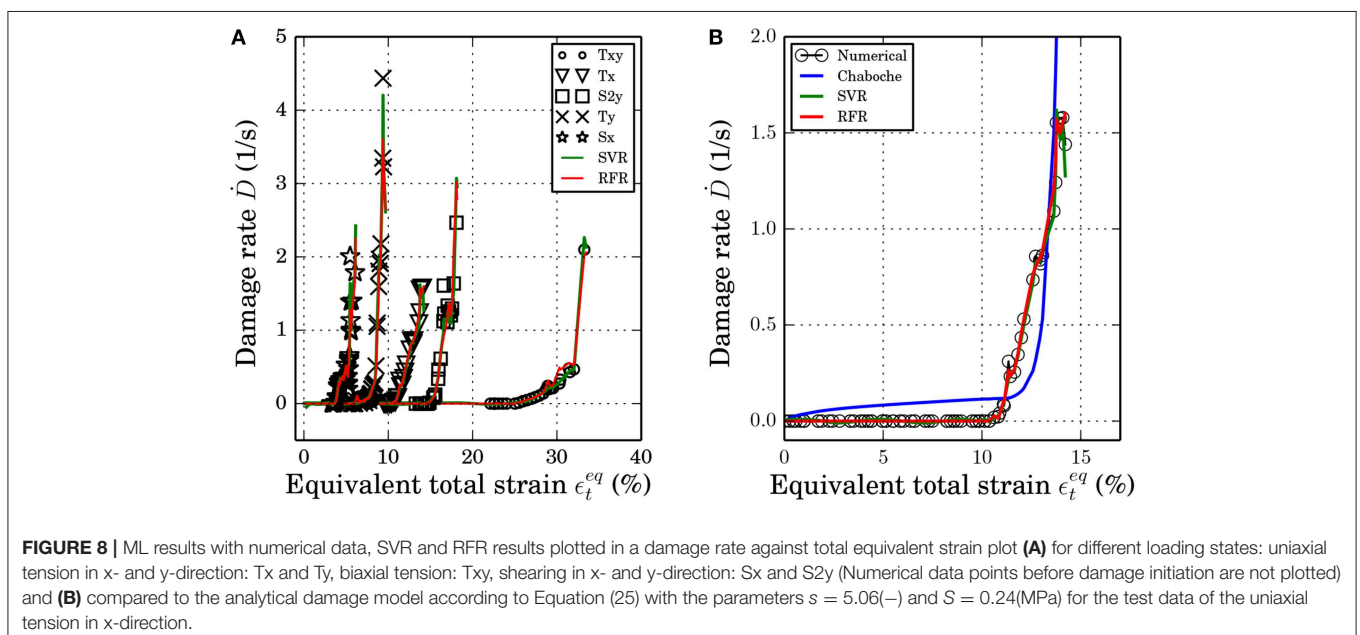 A
5
4
3
2
1
0
Damage rate Ḋ (1/s)
0 10 20 30 40
Equivalent total strain ϵ_t^{eq} (%)
Txy
Tx
S2y
Ty
Sx
SVR
RFR
B
2.0
1.5
1.0
0.5
0.0
Damage rate Ḋ (1/s)
0 5 10 15
Equivalent total strain ϵ_t^{eq} (%)
Numerical
Chaboche
SVR
RFR
FIGURE 8 | ML results with numerical data, SVR and RFR results plotted in a damage rate against total equivalent strain plot (A) for different loading states: uniaxial
tension in x- and y-direction: Tx and Ty, biaxial tension: Txy, shearing in x- and y-direction: Sx and S2y (Numerical data points before damage initiation are not plotted)
and (B) compared to the analytical damage model according to Equation (25) with the parameters s = 5.06(−) and S = 0.24(MPa) for the test data of the uniaxial
tension in x-direction.